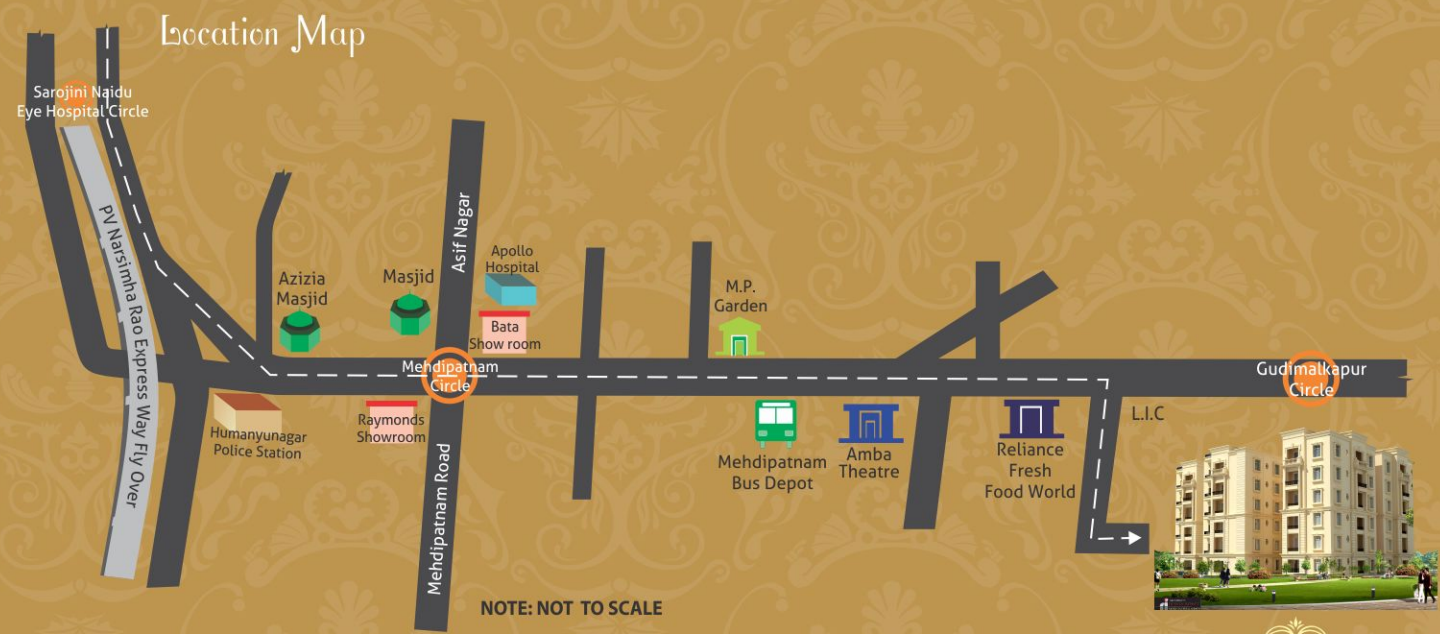 Location Map
Sarojini Naidu
Eye Hospital Circle
PV Narsimha Rao Express Way Fly Over
Azizia
Masjid
Masjid
Asif Nagar
Apollo
Hospital
Bata
Show room
M.P.
Garden
Mehdipatnam
Circle
Gudimalkapur
Circle
Humanyunagar
Police Station
Raymonds
Showroom
Mehdipatnam Road
Mehdipatnam
Bus Depot
Amba
Theatre
Reliance
Fresh
Food World
L.I.C
NOTE: NOT TO SCALE